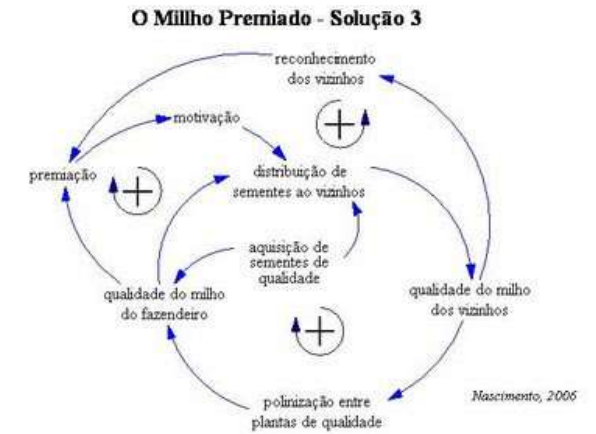 O Millho Premiado - Solução 3
reconhecimento
dos vizinhos
motivação
premiação
distribuição de
sementes ao vizinhos
aquisição de
sementes de
qualidade
qualidade do milho
do fazendeiro
qualidade do milho
dos vizinhos
polinização entre
plantas de qualidade
Nascimento, 2006